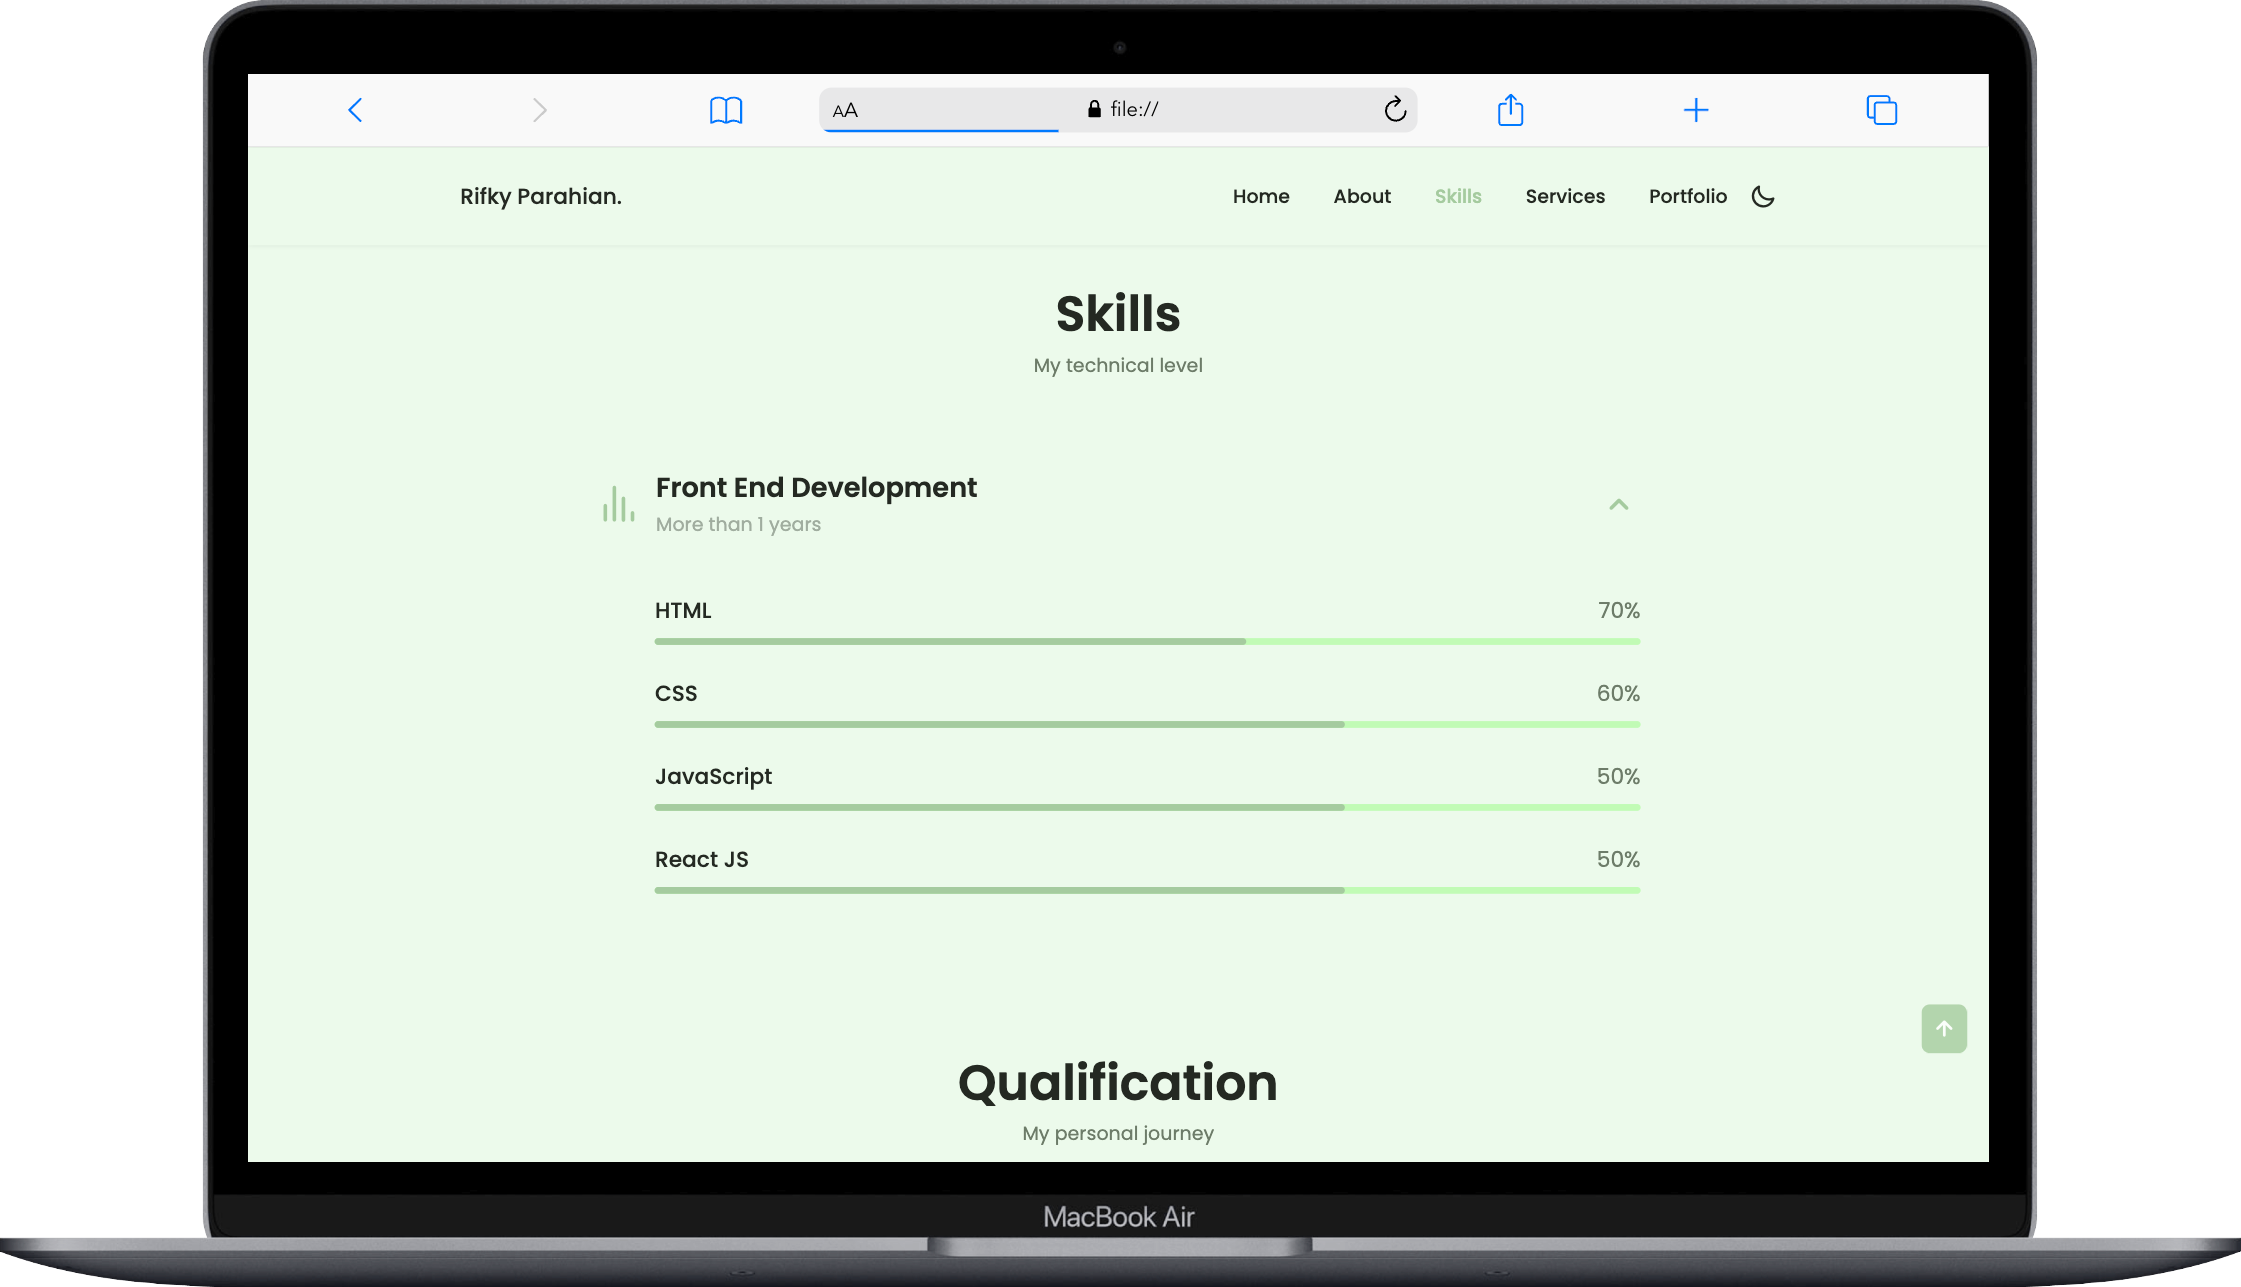 AA file://
Rifky Parahian. Home About Skills Services Portfolio
Skills
My technical level
Front End Development
More than 1 years
HTML 70%
CSS 60%
JavaScript 50%
React JS 50%
Qualification
My personal journey
MacBook Air